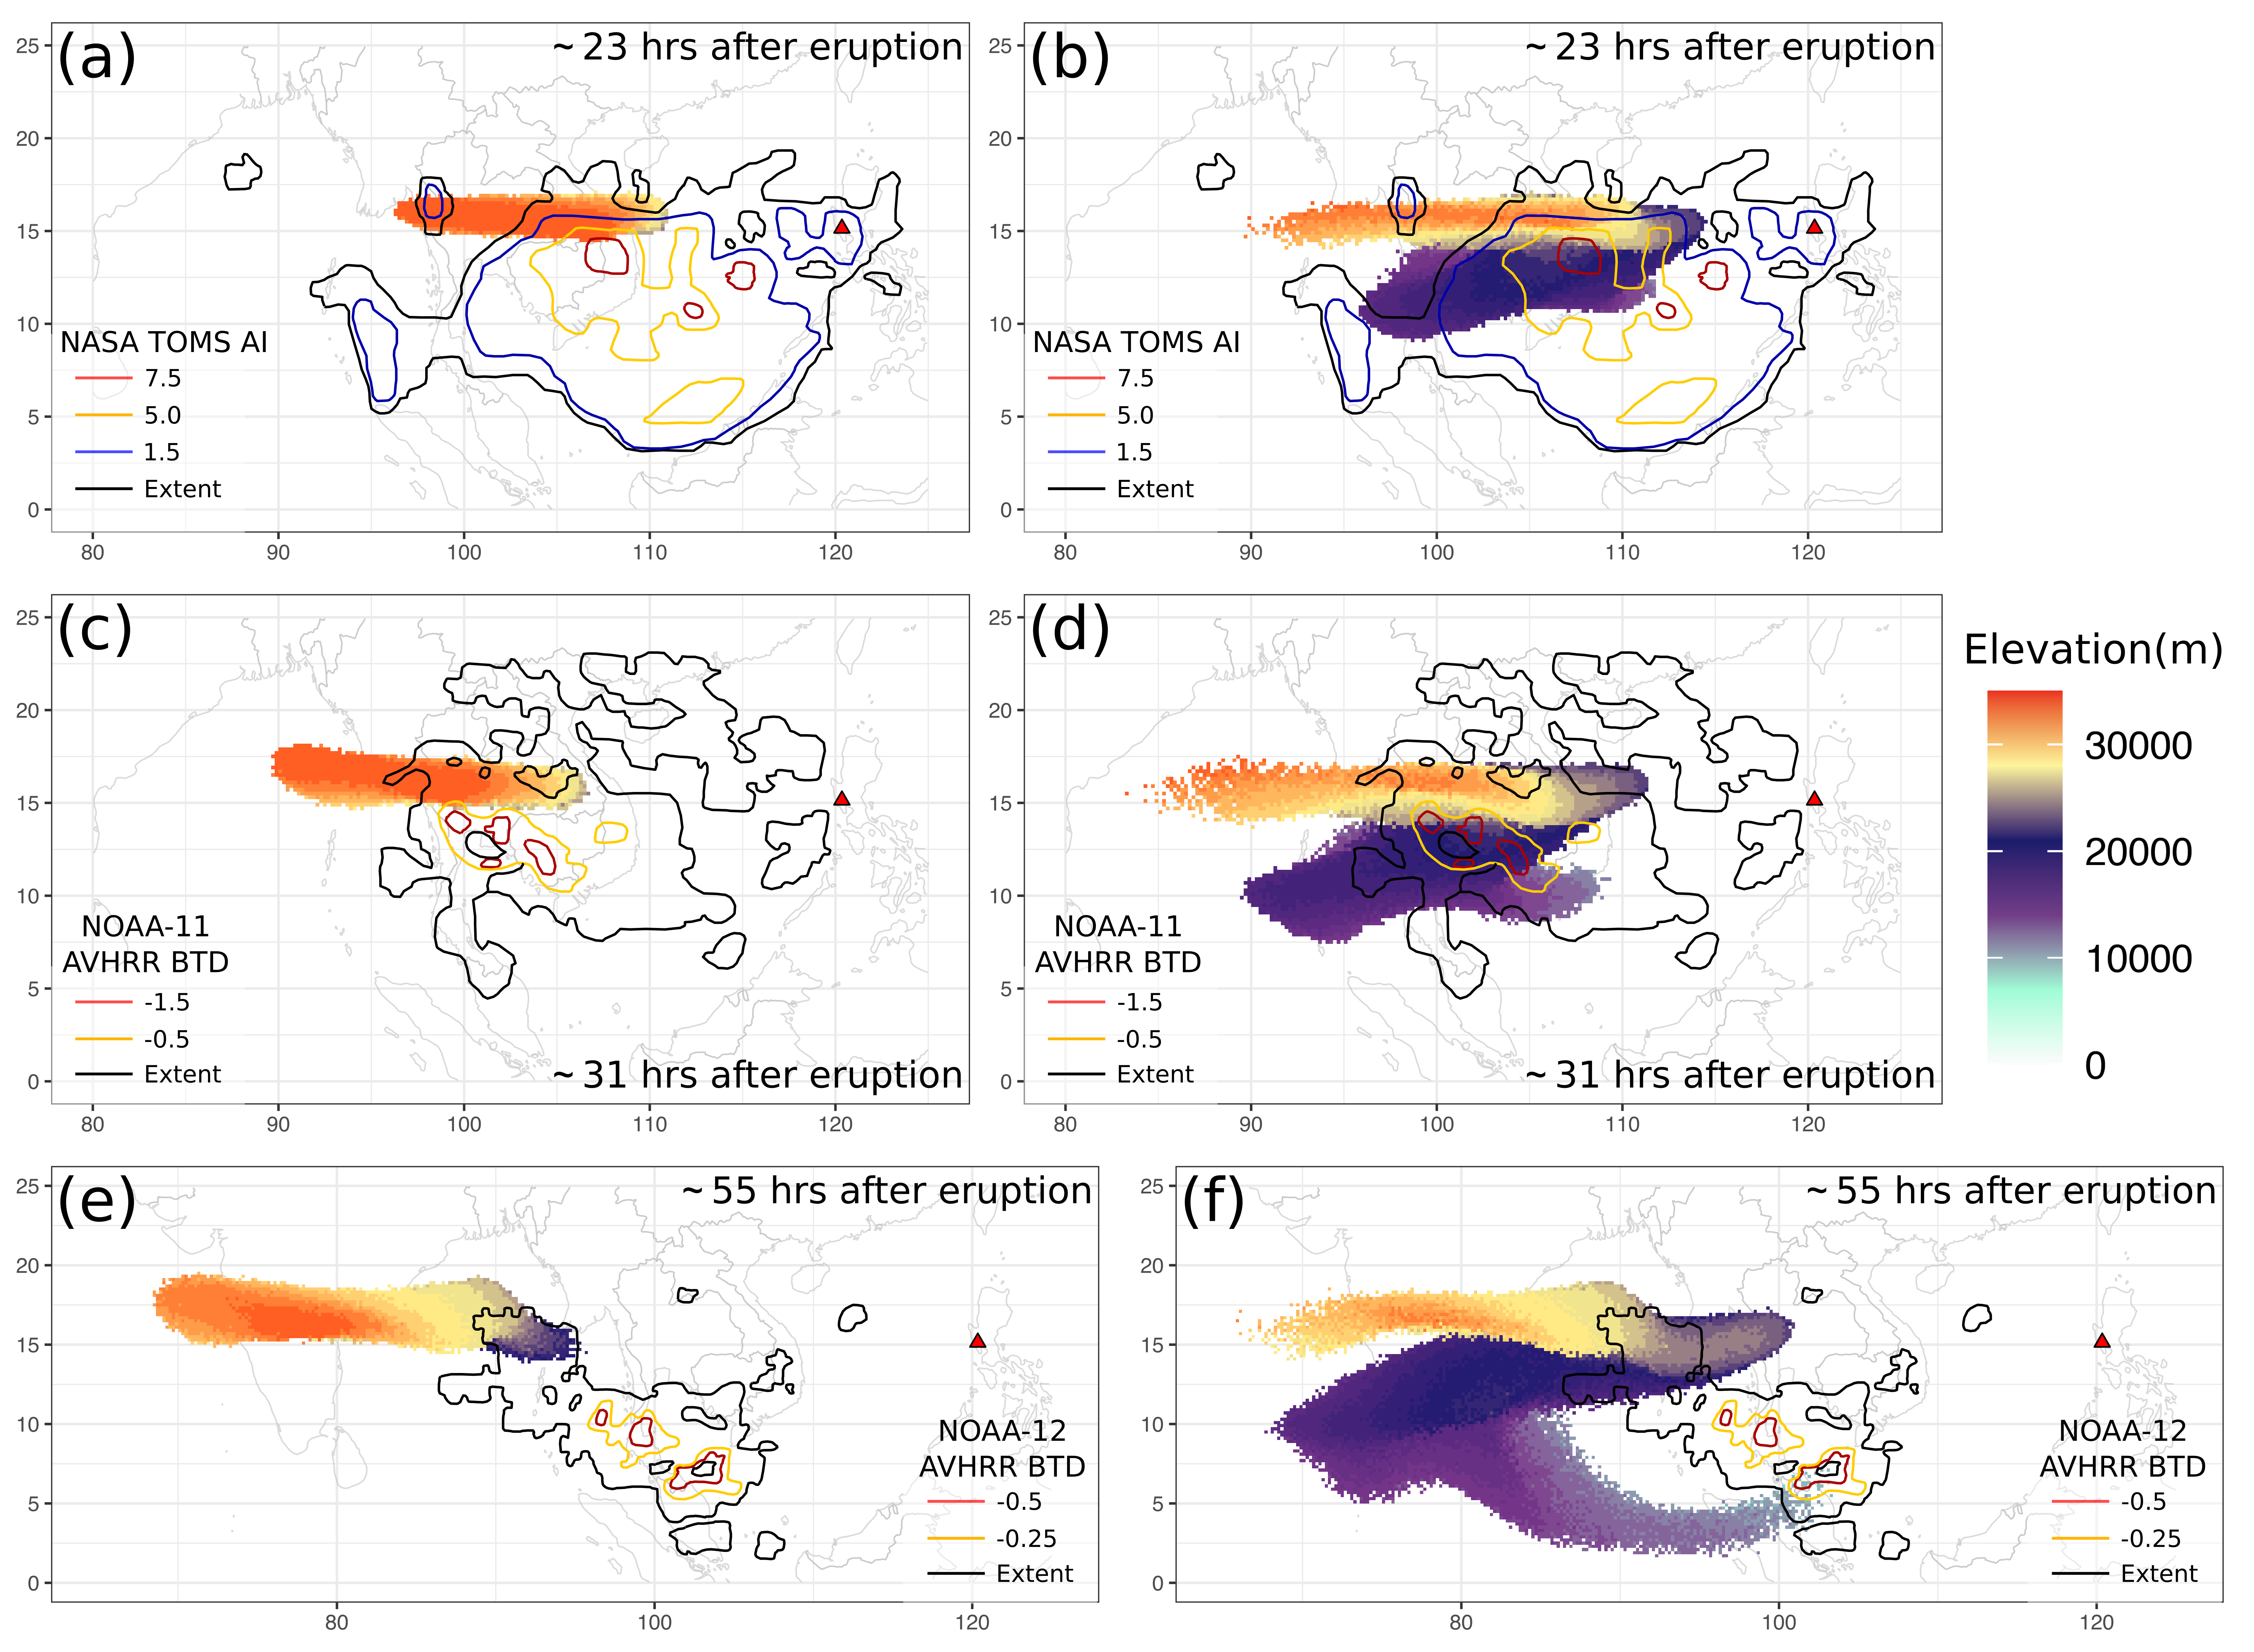 (a)
~23 hrs after eruption
25
20
15
10
5
0
NASA TOMS AI
7.5
5.0
1.5
Extent
80 90 100 110 120
(b)
~23 hrs after eruption
25
20
15
10
5
0
NASA TOMS AI
7.5
5.0
1.5
Extent
80 90 100 110 120
(c)
25
20
15
10
5
0
NOAA-11
AVHRR BTD
-1.5
-0.5
Extent
~31 hrs after eruption
80 90 100 110 120
(d)
25
20
15
10
5
0
NOAA-11
AVHRR BTD
-1.5
-0.5
Extent
~31 hrs after eruption
80 90 100 110 120
Elevation(m)
30000
20000
10000
0
(e)
~55 hrs after eruption
25
20
15
10
5
0
NOAA-12
AVHRR BTD
-0.5
-0.25
Extent
80 100 120
(f)
~55 hrs after eruption
25
20
15
10
5
0
NOAA-12
AVHRR BTD
-0.5
-0.25
Extent
80 100 120